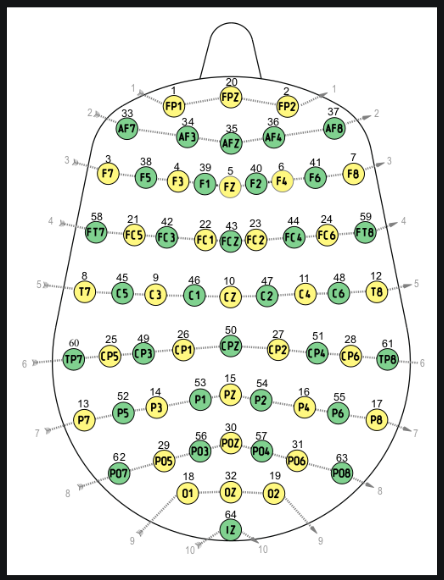 20
1 1 2 1
FP1 FPZ FP2
33 37
2 34 35 36 2
AF7 AF3 AFZ AF4 AF8
3 3 38 4 39 5 40 6 41 7 3
F7 F5 F3 F1 FZ F2 F4 F6 F8
4 58 21 42 22 43 23 44 24 59 4
FT7 FC5 FC3 FC1 FCZ FC2 FC4 FC6 FT8
5 8 45 9 46 10 47 11 48 12 5
T7 C5 C3 C1 CZ C2 C4 C6 T8
60 25 49 26 50 27 51 28 61
6 TP7 CP5 CP3 CP1 CPZ CP2 CP4 CP6 TP8 6
13 52 14 53 15 54 16 55 17
7 P7 P5 P3 P1 PZ P2 P4 P6 P8 7
62 29 56 30 57 31 63
PO7 PO5 PO3 POZ PO4 PO6 PO8
8 18 32 19 8
O1 OZ O2
64
9 IZ 9
10 10